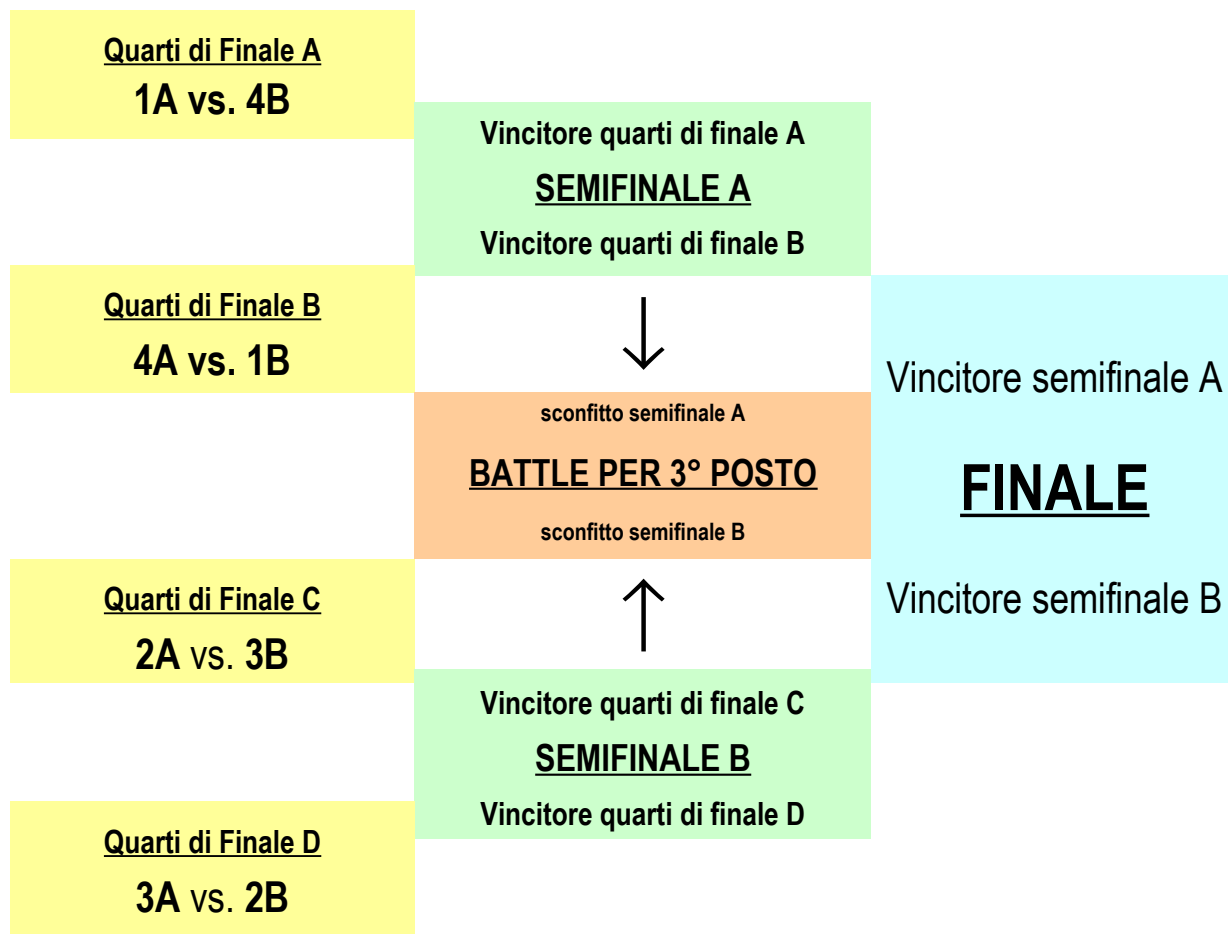 Quarti di Finale A
1A vs. 4B
Vincitore quarti di finale A
SEMIFINALE A
Vincitore quarti di finale B
Quarti di Finale B
4A vs. 1B
sconfitto semifinale A
BATTLE PER 3° POSTO
sconfitto semifinale B
Vincitore semifinale A
FINALE
Vincitore semifinale B
Quarti di Finale C
2A vs. 3B
Vincitore quarti di finale C
SEMIFINALE B
Vincitore quarti di finale D
Quarti di Finale D
3A vs. 2B